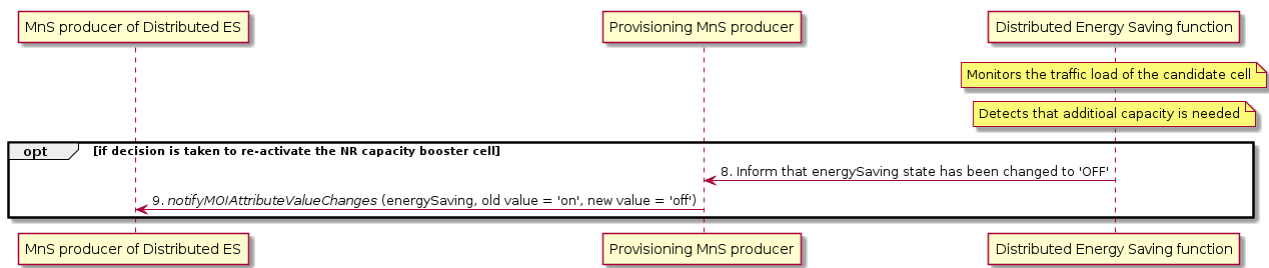 MnS producer of Distributed ES
Provisioning MnS producer
Distributed Energy Saving function
Monitors the traffic load of the candidate cell
Detects that additioal capacity is needed
opt
[if decision is taken to re-activate the NR capacity booster cell]
8. Inform that energySaving state has been changed to 'OFF'
9. notifyMOIAttributeValueChanges (energySaving, old value = 'on', new value = 'off')
MnS producer of Distributed ES
Provisioning MnS producer
Distributed Energy Saving function